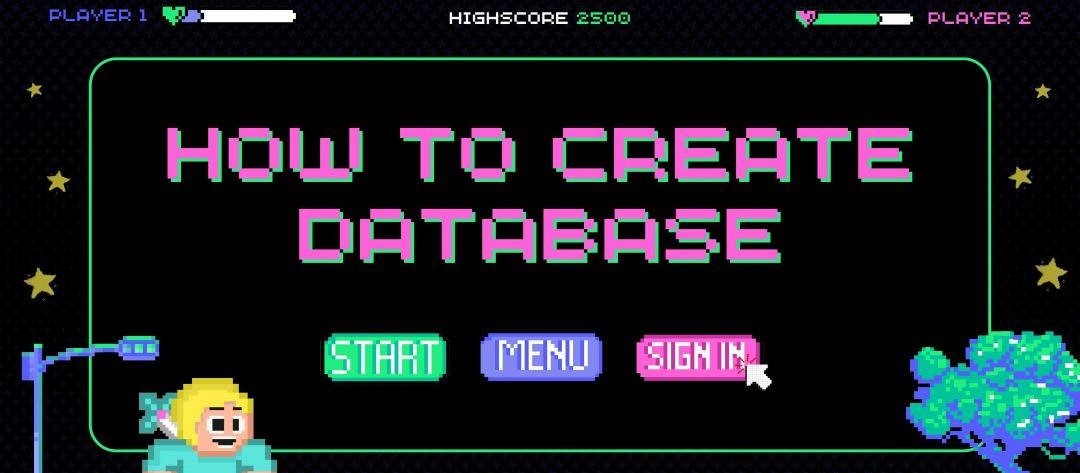 PLAYER 1
HIGHSCORE 2500
PLAYER 2
HOW TO CREATE
DATABASE
START
MENU
SIGN IN